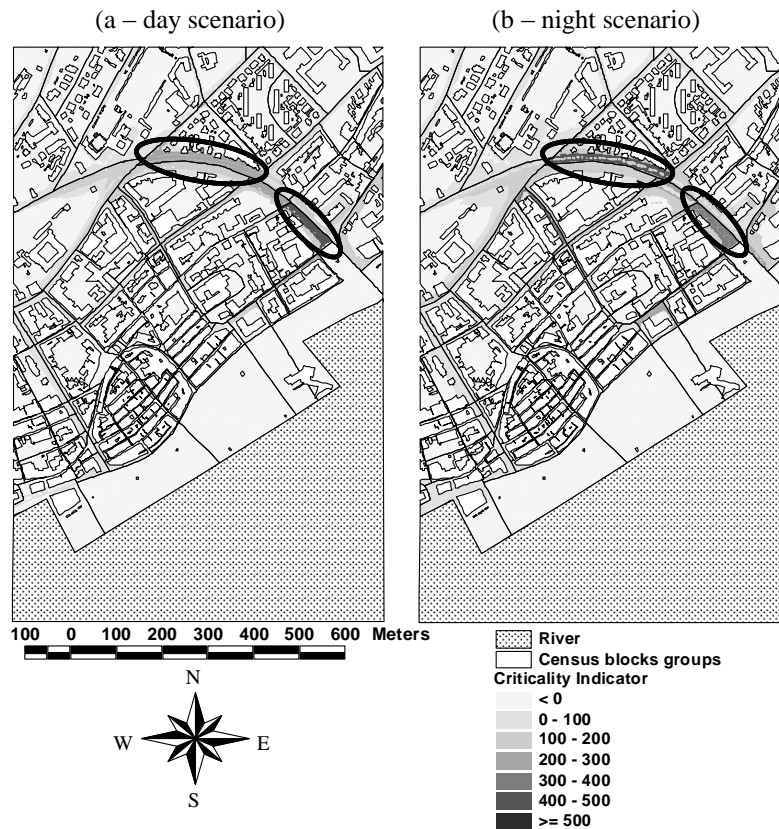 (a – day scenario)
(b – night scenario)
100 0 100 200 300 400 500 600 Meters
N
W E
S
River
Census blocks groups
Criticality Indicator
< 0
0 - 100
100 - 200
200 - 300
300 - 400
400 - 500
>= 500